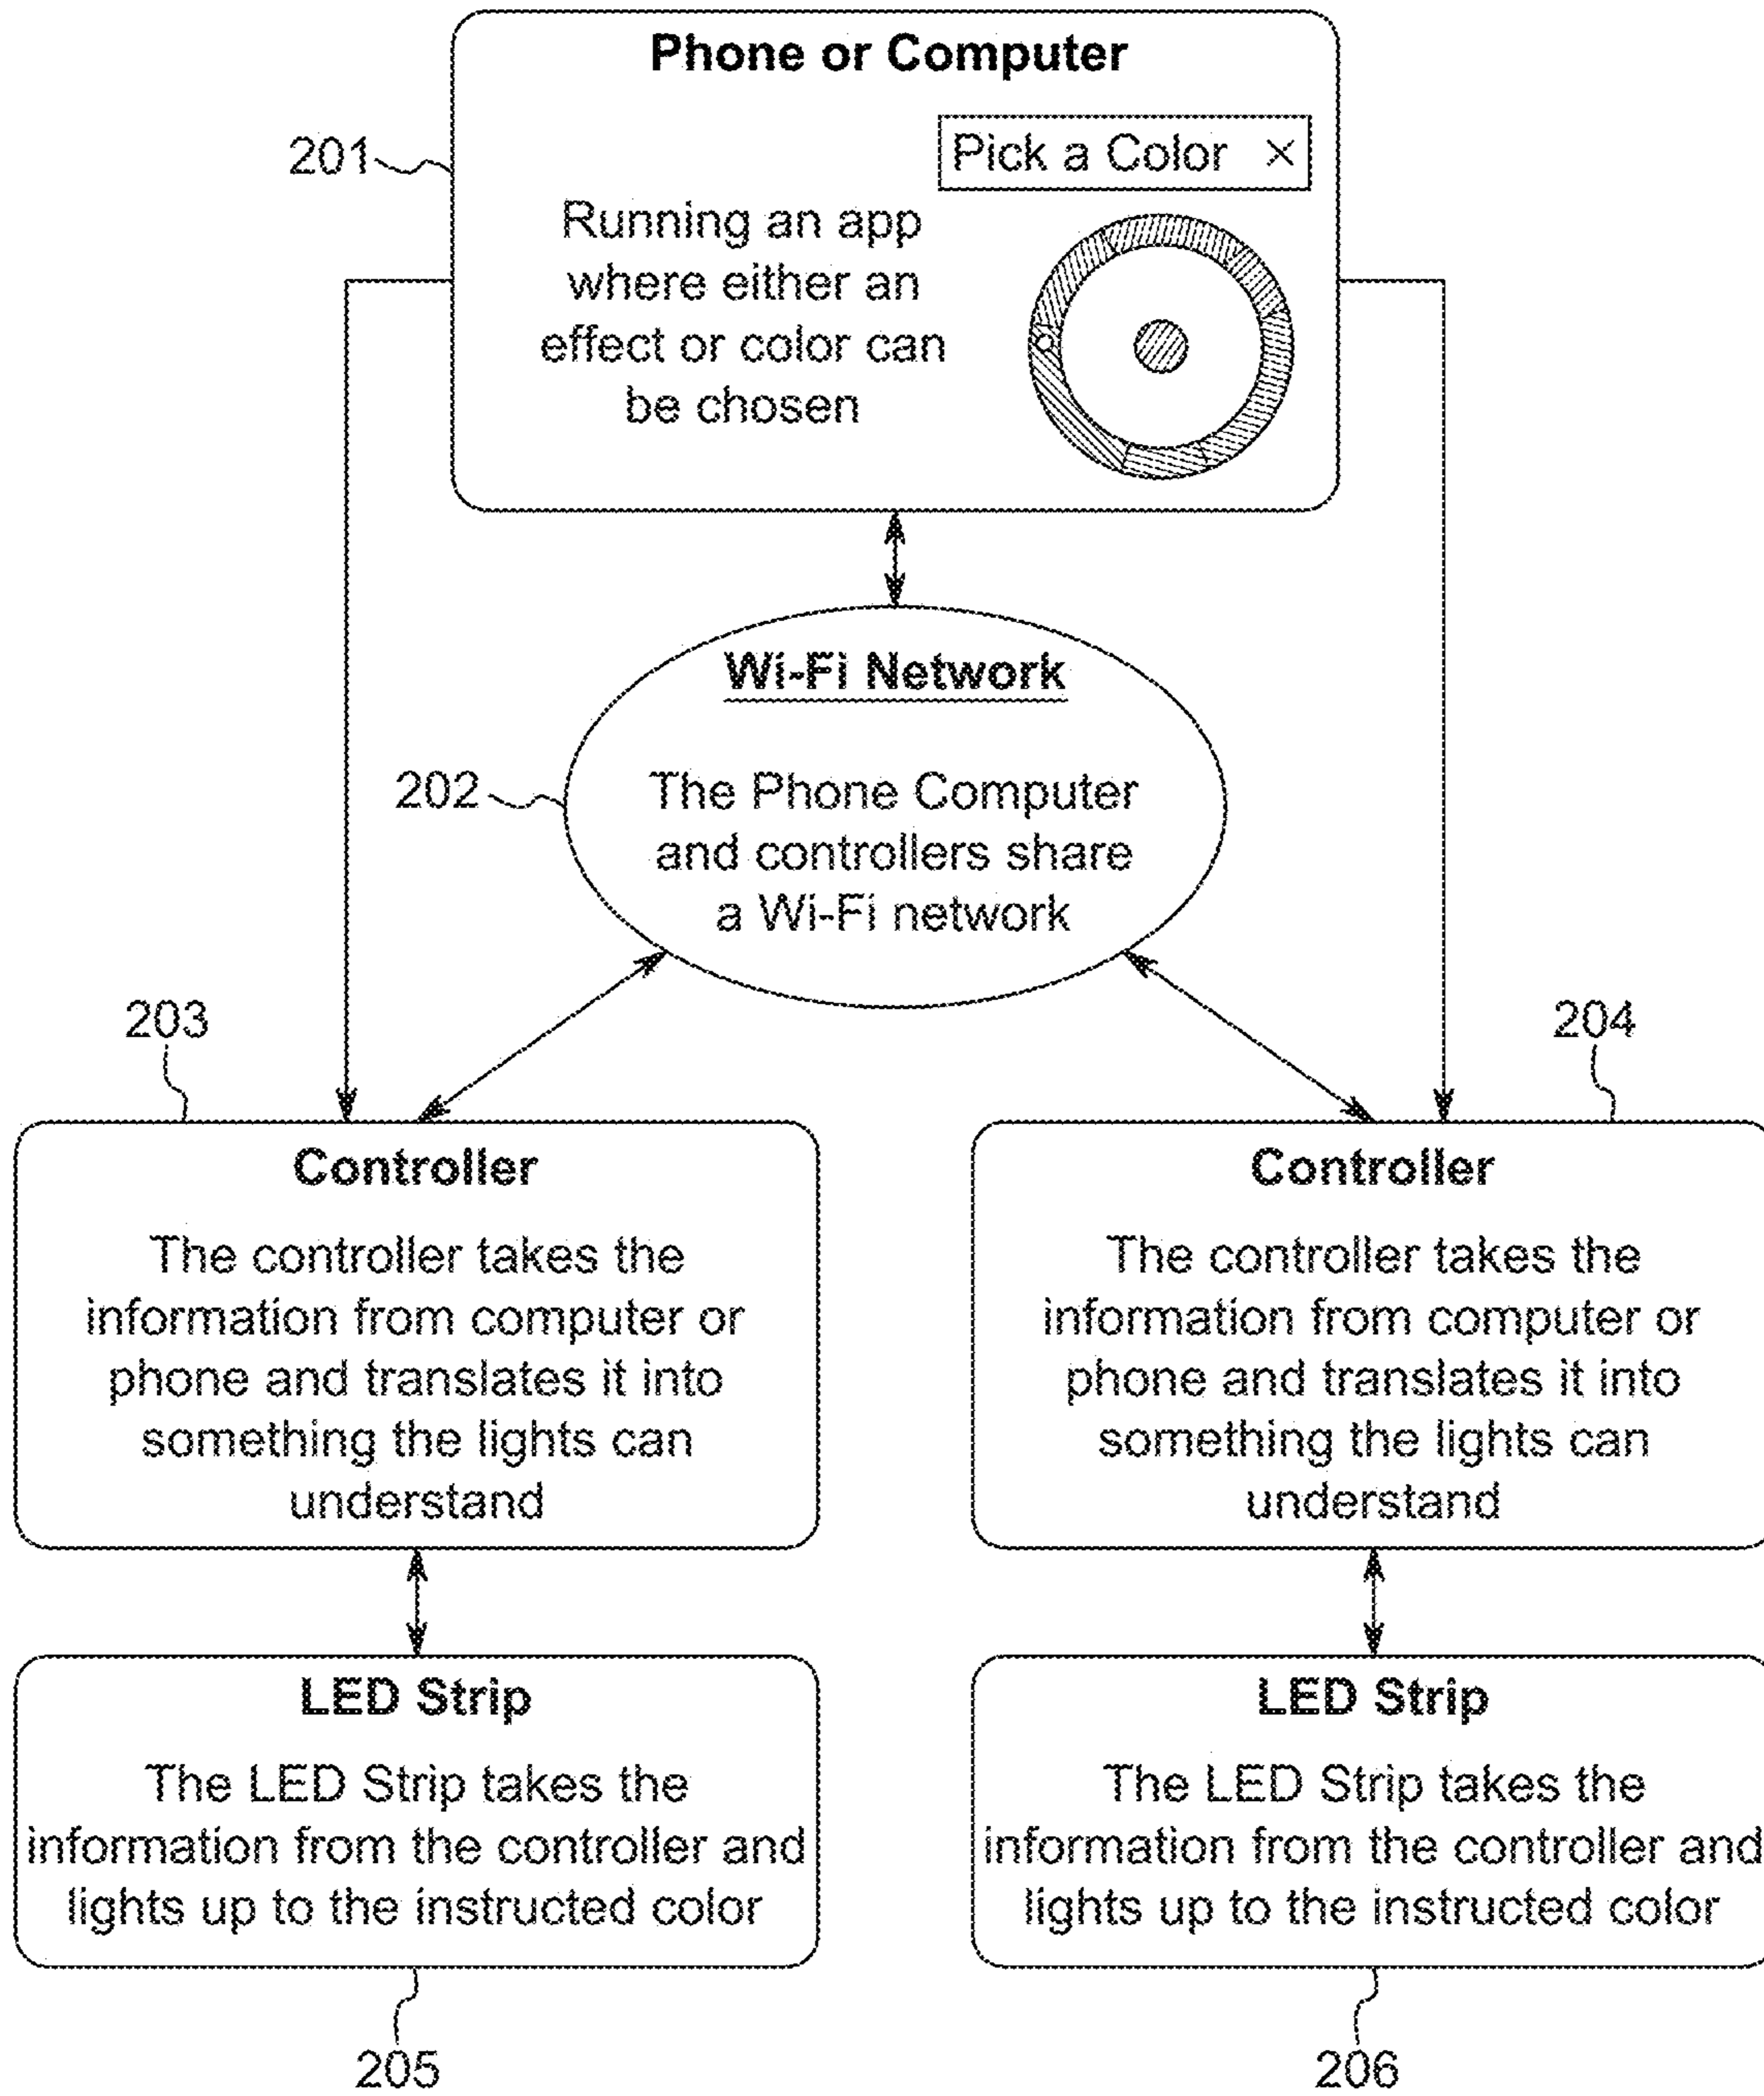 Phone or Computer
201
Pick a Color ×
Running an app
where either an
effect or color can
be chosen
Wi-Fi Network
202
The Phone Computer
and controllers share
a Wi-Fi network
203
204
Controller
The controller takes the
information from computer or
phone and translates it into
something the lights can
understand
Controller
The controller takes the
information from computer or
phone and translates it into
something the lights can
understand
LED Strip
The LED Strip takes the
information from the controller and
lights up to the instructed color
LED Strip
The LED Strip takes the
information from the controller and
lights up to the instructed color
205
206